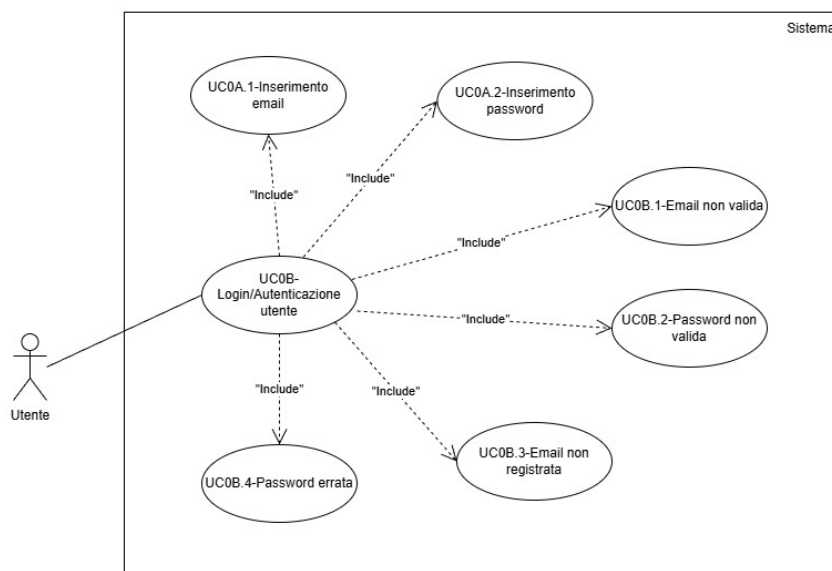 Sistema
UC0A.1-Inserimento
email
UC0A.2-Inserimento
password
"Include"
"Include"
UC0B.1-Email non valida
"Include"
UC0B-
Login/Autenticazione
utente
"Include"
UC0B.2-Password non
valida
Utente
"Include"
"Include"
UC0B.3-Email non
registrata
UC0B.4-Password errata